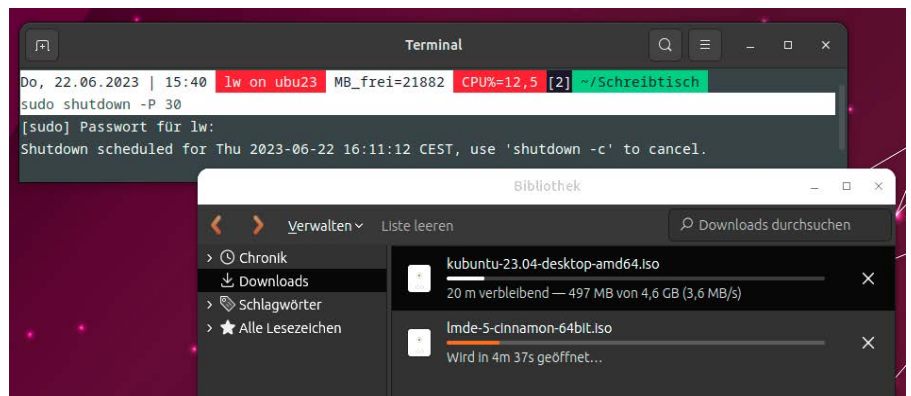 Terminal
Do, 22.06.2023 | 15:40 lw on ubu23 MB_frei=21882 CPU%=12,5 [2] ~/Schreibtisch
sudo shutdown -P 30
[sudo] Passwort für lw:
Shutdown scheduled for Thu 2023-06-22 16:11:12 CEST, use 'shutdown -c' to cancel.
Bibliothek
Verwalten Liste leeren Downloads durchsuchen
Chronik
Downloads
Schlagwörter
Alle Lesezeichen
kubuntu-23.04-desktop-amd64.iso
20 m verbleibend — 497 MB von 4,6 GB (3,6 MB/s)
lmde-5-cinnamon-64bit.iso
Wird in 4m 37s geöffnet…